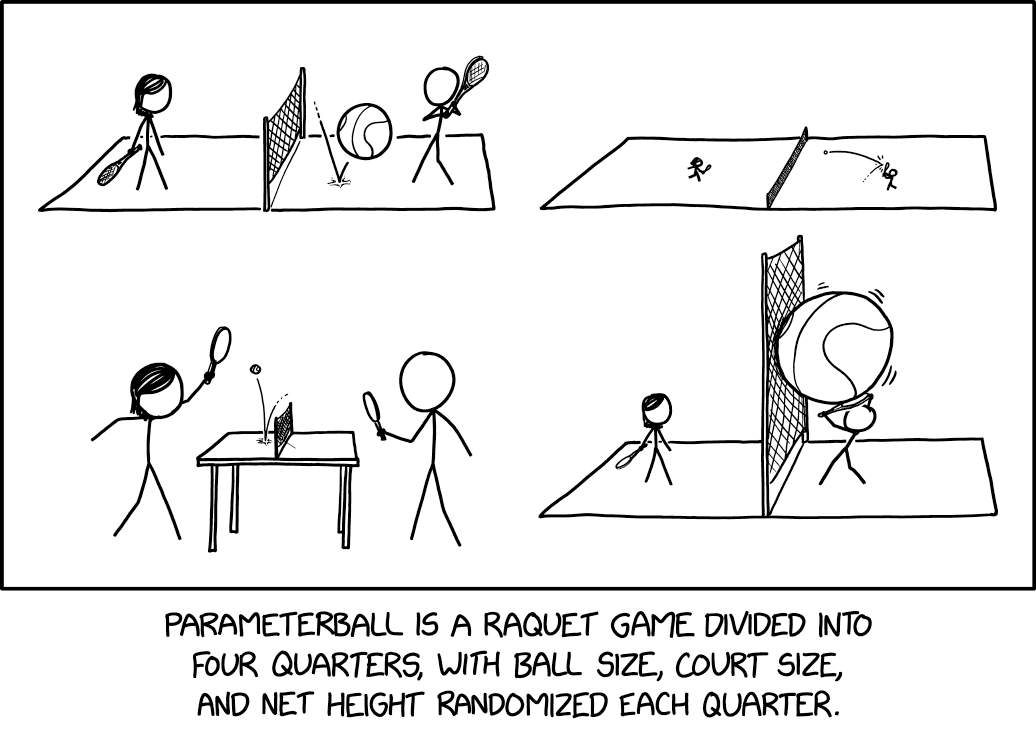 PARAMETERBALL IS A RAQUET GAME DIVIDED INTO
FOUR QUARTERS, WITH BALL SIZE, COURT SIZE,
AND NET HEIGHT RANDOMIZED EACH QUARTER.